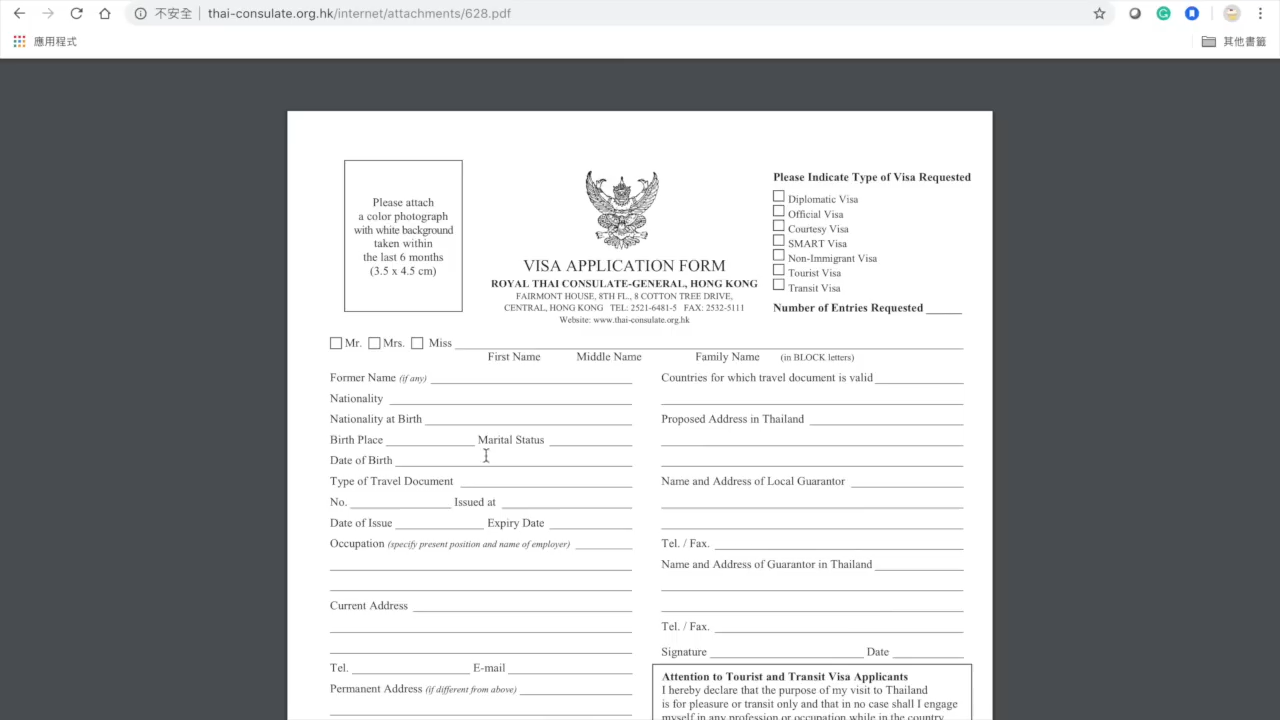 不安全 thai-consulate.org.hk/internet/attachments/628.pdf
應用程式
其他書籤
Please attach
a color photograph
with white background
taken within
the last 6 months
(3.5 x 4.5 cm)
VISA APPLICATION FORM
ROYAL THAI CONSULATE-GENERAL, HONG KONG
FAIRMONT HOUSE, 8TH FL., 8 COTTON TREE DRIVE,
CENTRAL, HONG KONG TEL: 2521-6481-5 FAX: 2532-5111
Website: www.thai-consulate.org.hk
Please Indicate Type of Visa Requested
Diplomatic Visa
Official Visa
Courtesy Visa
SMART Visa
Non-Immigrant Visa
Tourist Visa
Transit Visa
Number of Entries Requested ______
Mr. Mrs. Miss
First Name Middle Name Family Name (in BLOCK letters)
Former Name (if any)
Nationality
Nationality at Birth
Birth Place Marital Status
Date of Birth
Type of Travel Document
No. Issued at
Date of Issue Expiry Date
Occupation (specify present position and name of employer)
Current Address
Tel. E-mail
Permanent Address (if different from above)
Countries for which travel document is valid
Proposed Address in Thailand
Name and Address of Local Guarantor
Tel. / Fax.
Name and Address of Guarantor in Thailand
Tel. / Fax.
Signature Date
Attention to Tourist and Transit Visa Applicants
I hereby declare that the purpose of my visit to Thailand
is for pleasure or transit only and that in no case shall I engage
myself in any profession or occupation while in the country